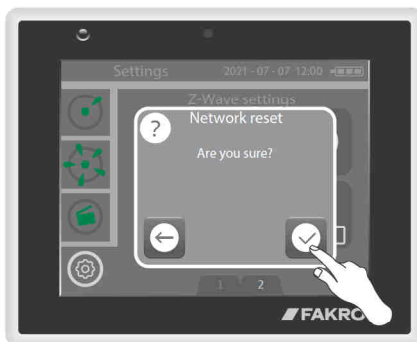 Settings 2021-07-07 12:00
Z-Wave settings
Network reset
?
Are you sure?
1 2
FAKRO